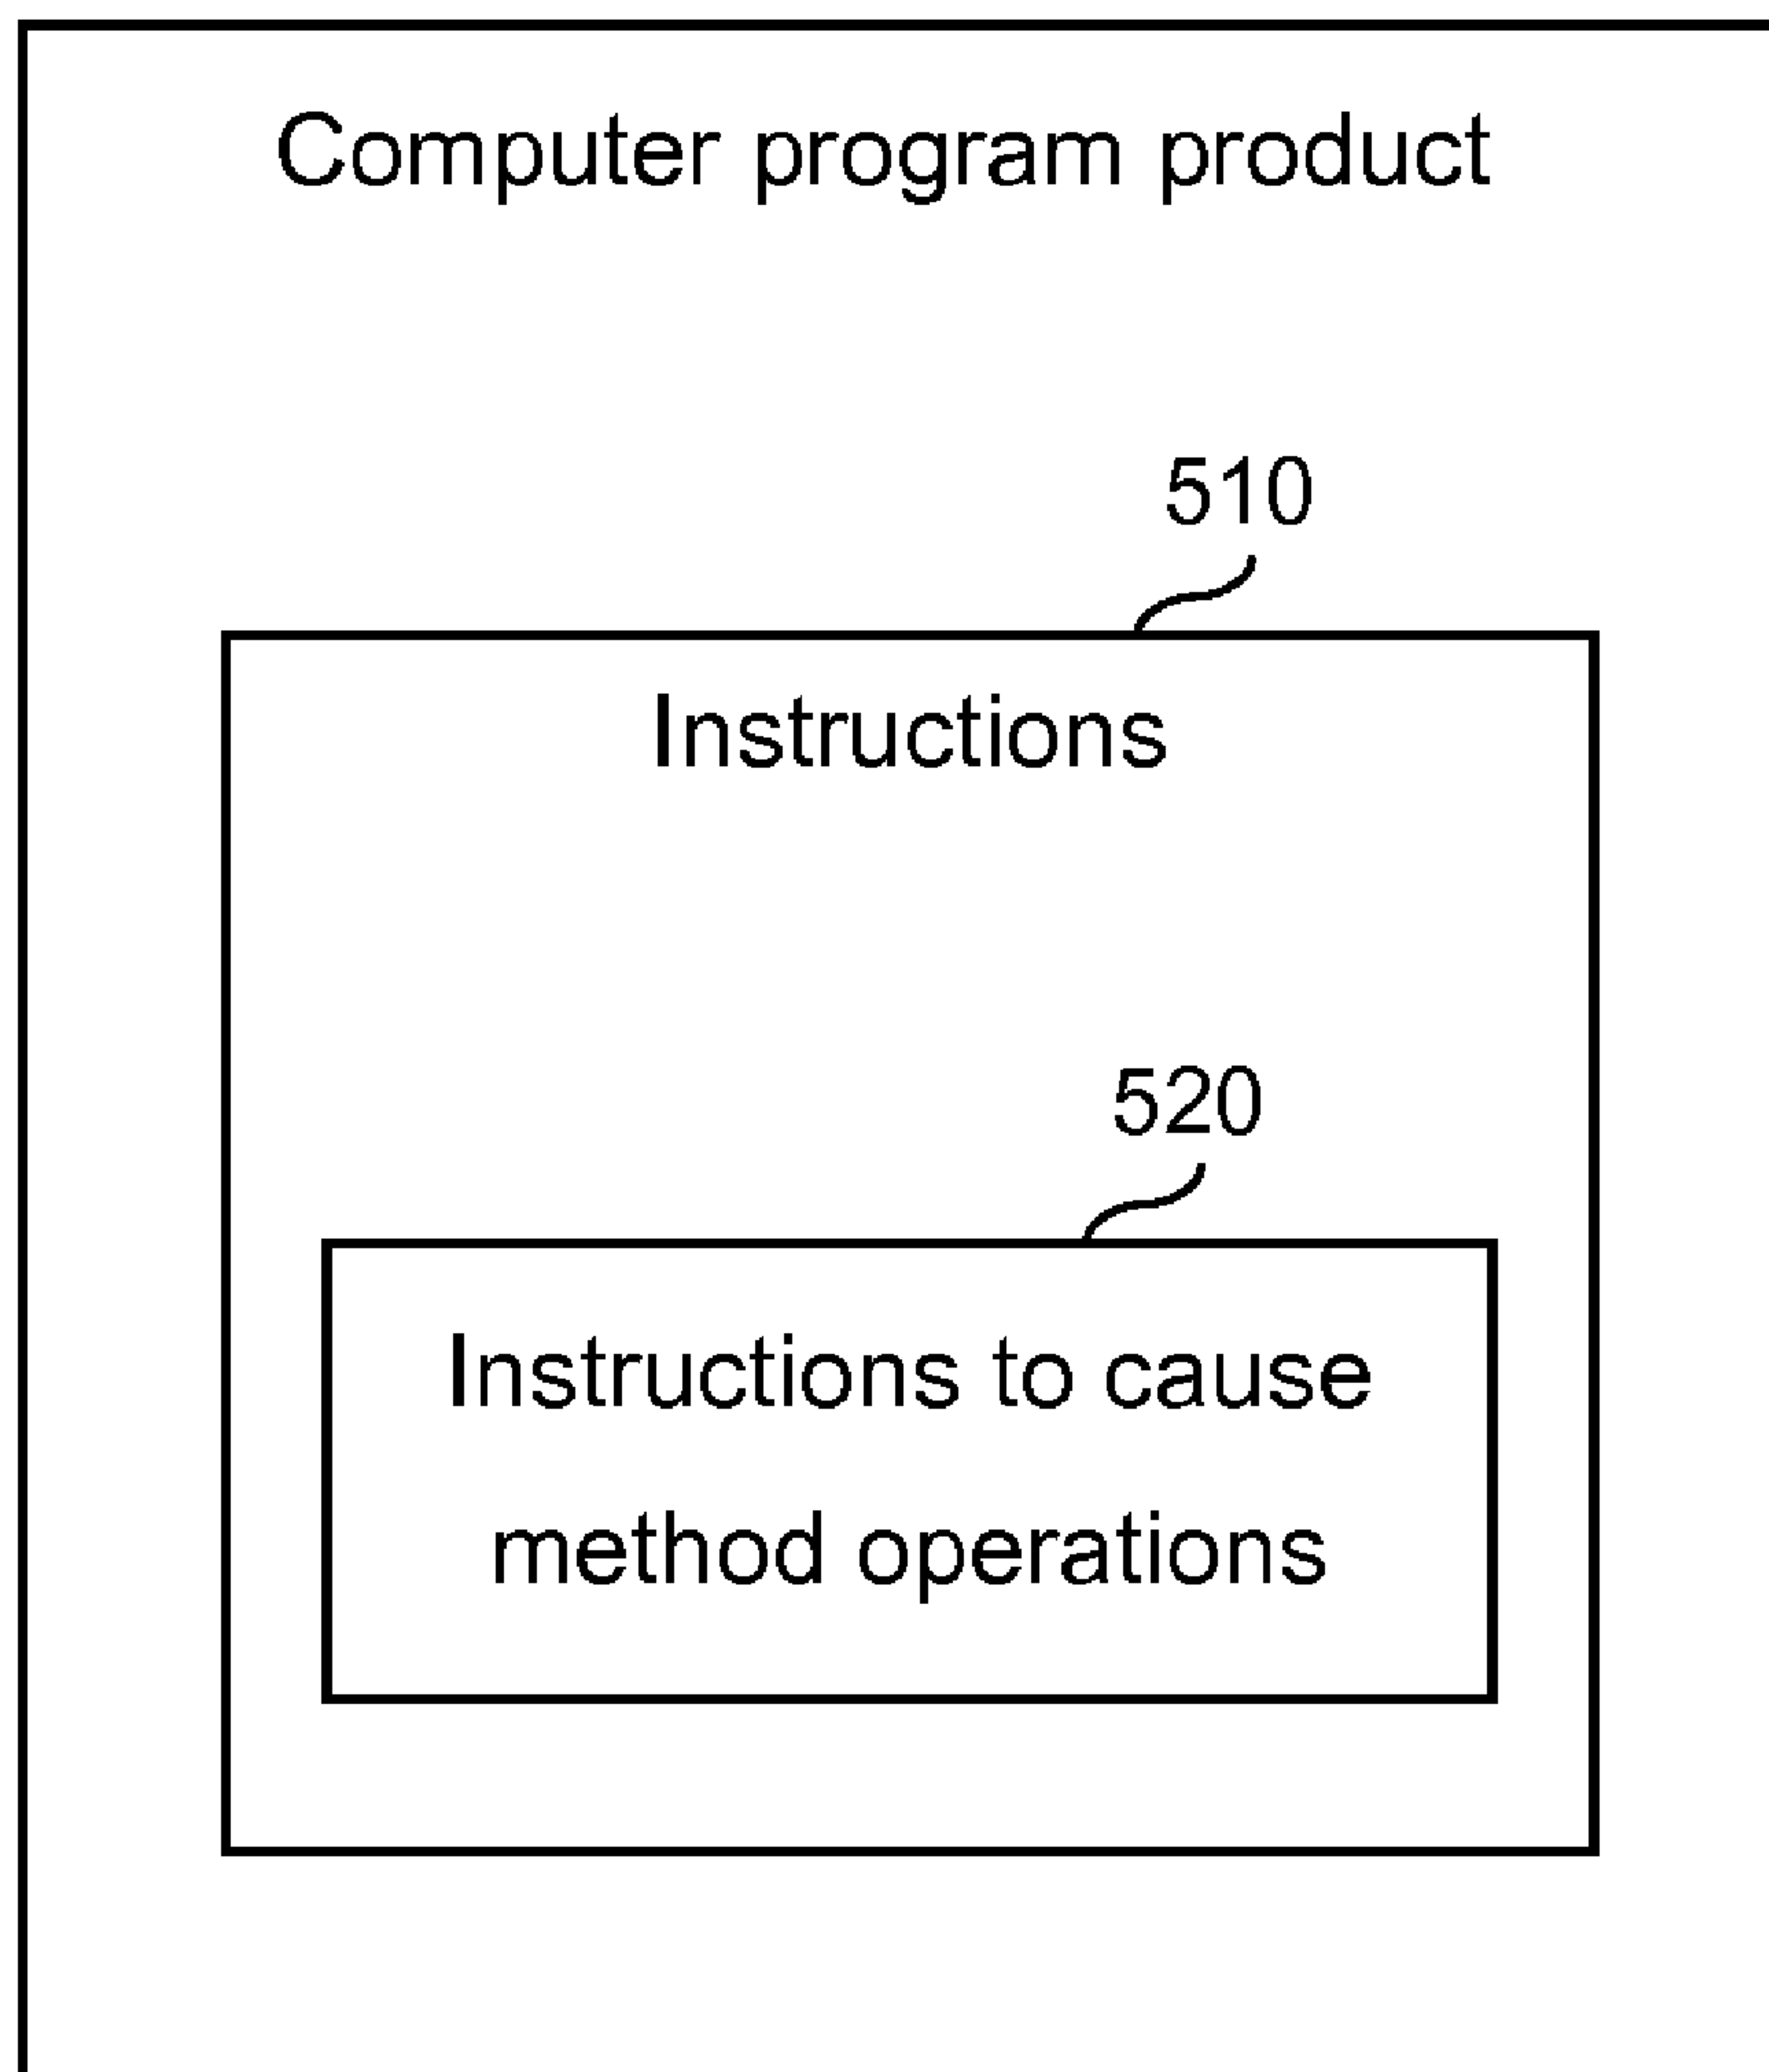 Computer program product
510
Instructions
520
Instructions to cause
method operations